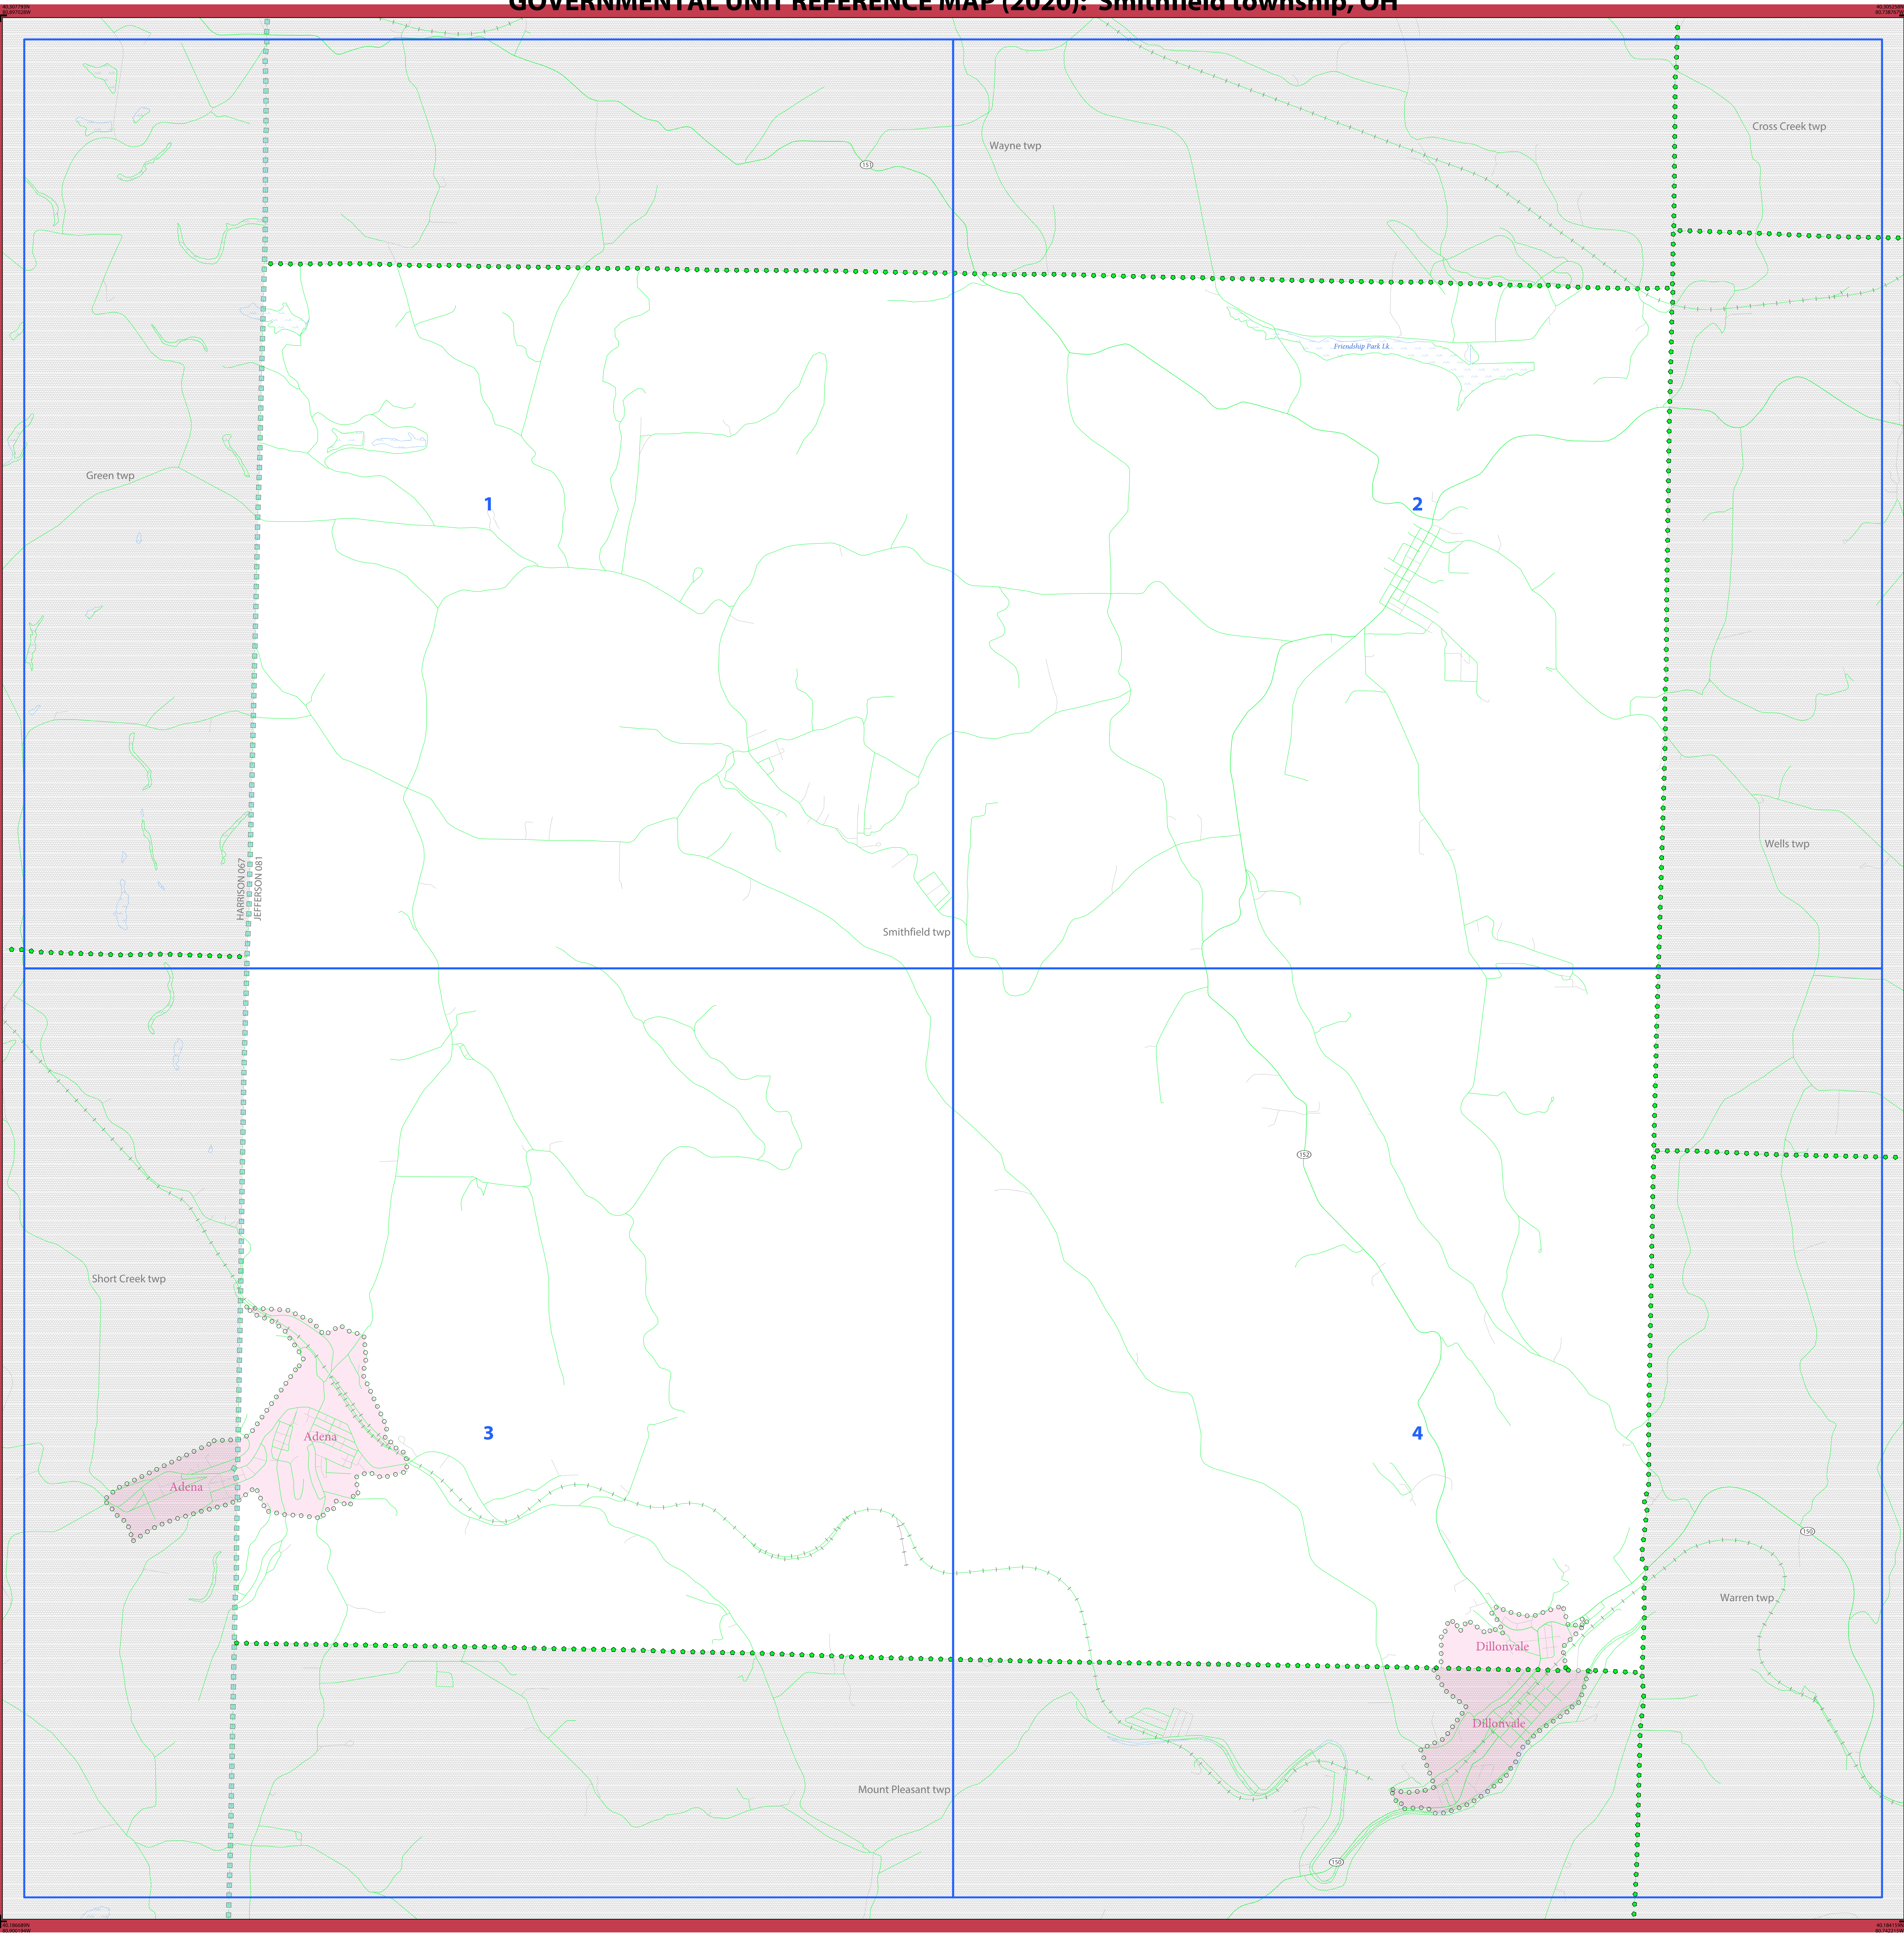 GOVERNMENTAL UNIT REFERENCE MAP (2020): Smithfield township, OH
Cross Creek twp
Wayne twp
151
Friendship Park Lk
Green twp
1
2
HARRISON 067
JEFFERSON 081
Wells twp
Smithfield twp
152
Short Creek twp
3
4
Adena
Adena
150
Warren twp
Dillonvale
Dillonvale
Mount Pleasant twp
150